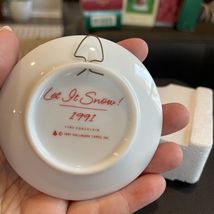 Let It Snow!
1991
FINE PORCELAIN
© 1991 HALLMARK CARDS, INC.